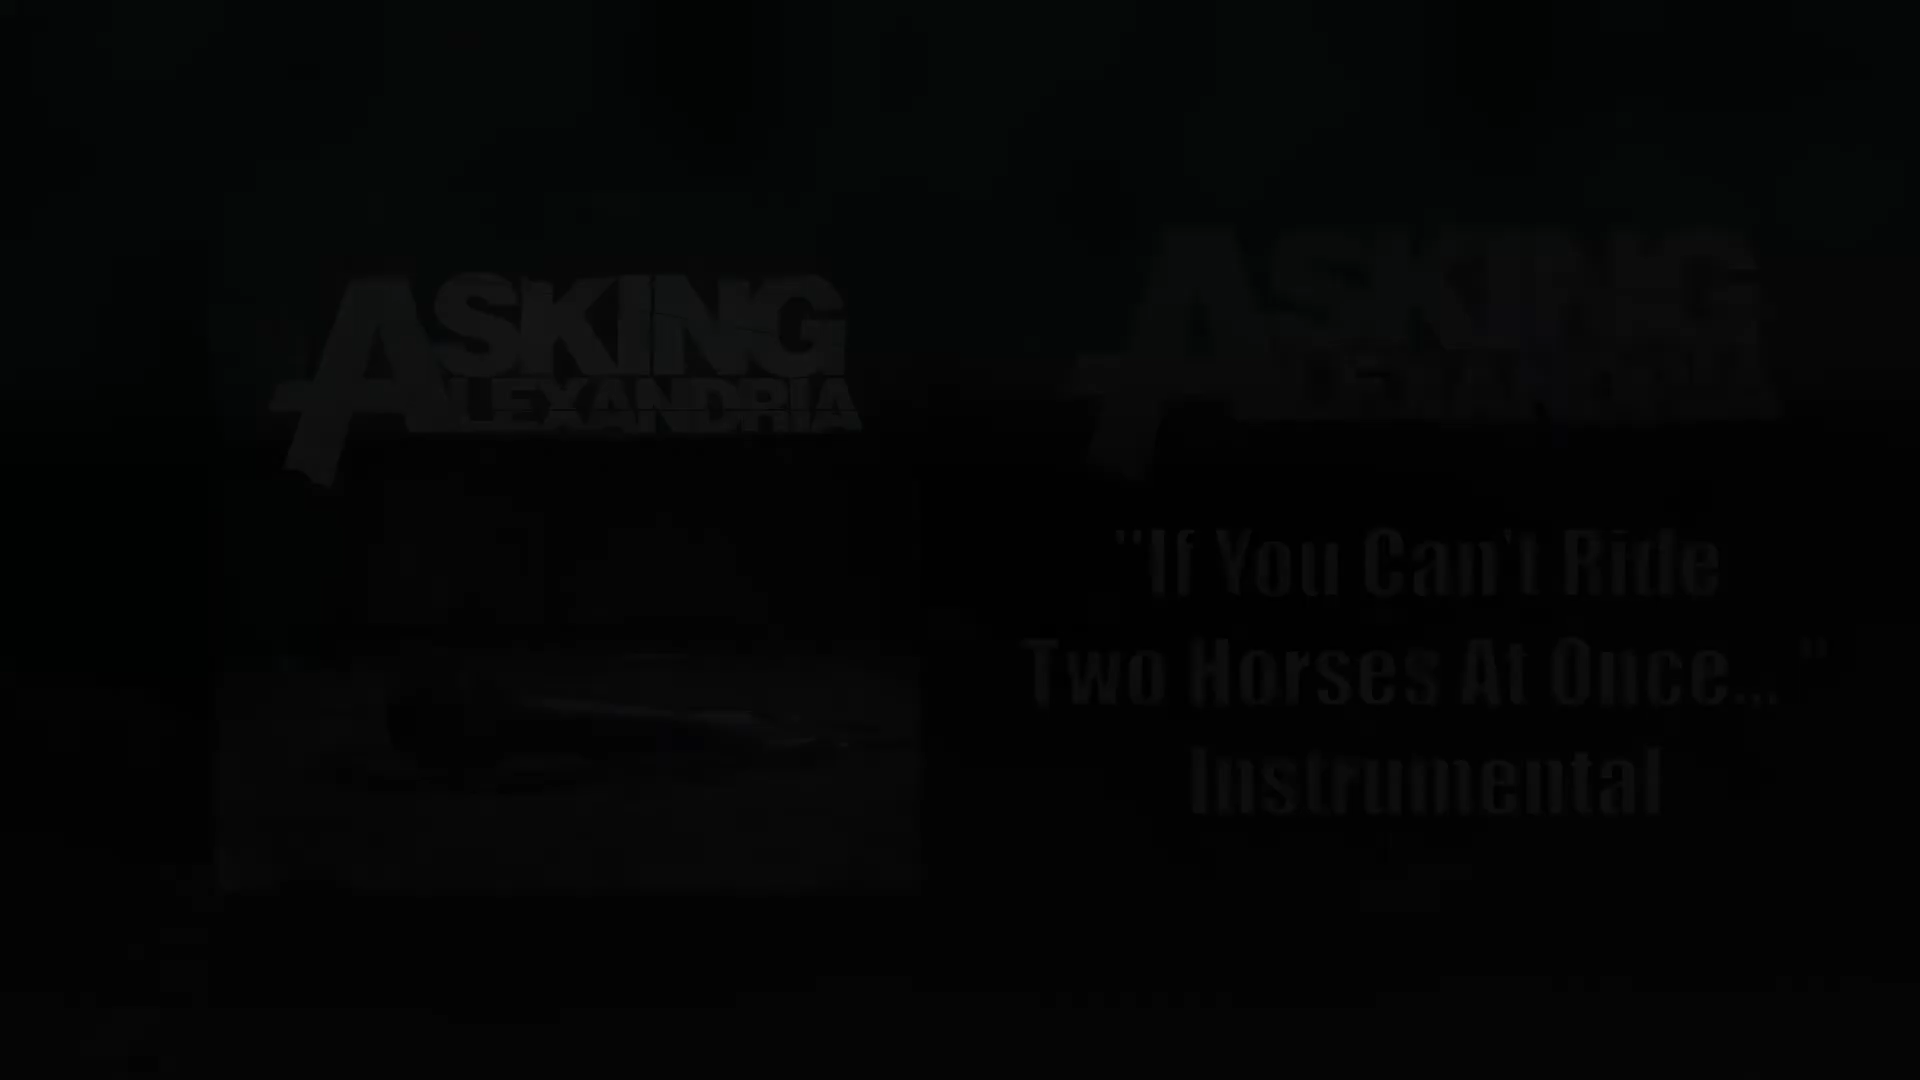 ASKING
ALEXANDRIA
ASKING
ALEXANDRIA
"If You Can't Ride
Two Horses At Once... "
Instrumental